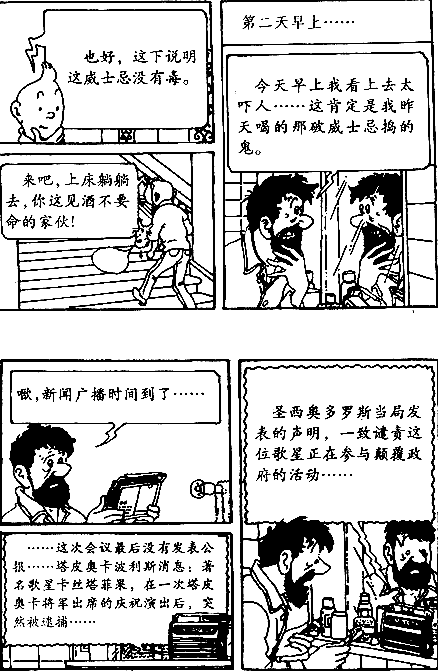 也好，这下说明
这威士忌没有毒。
来吧，上床躺躺
去，你这见酒不要
命的家伙！
第二天早上……
今天早上我看上去太
吓人……这肯定是我昨
天喝的那破威士忌捣的
鬼。
噢,新闻广播时间到了……
……这次会议最后没有发表公
报……塔皮奥卡波利斯消息：著
名歌星卡丝塔菲果，在一次塔皮
奥卡将军出席的庆祝演出后，突
然被逮捕……
圣西奥多罗斯当局发
表的声明，一致谴责这
位歌星正在参与颠覆政
府的活动……